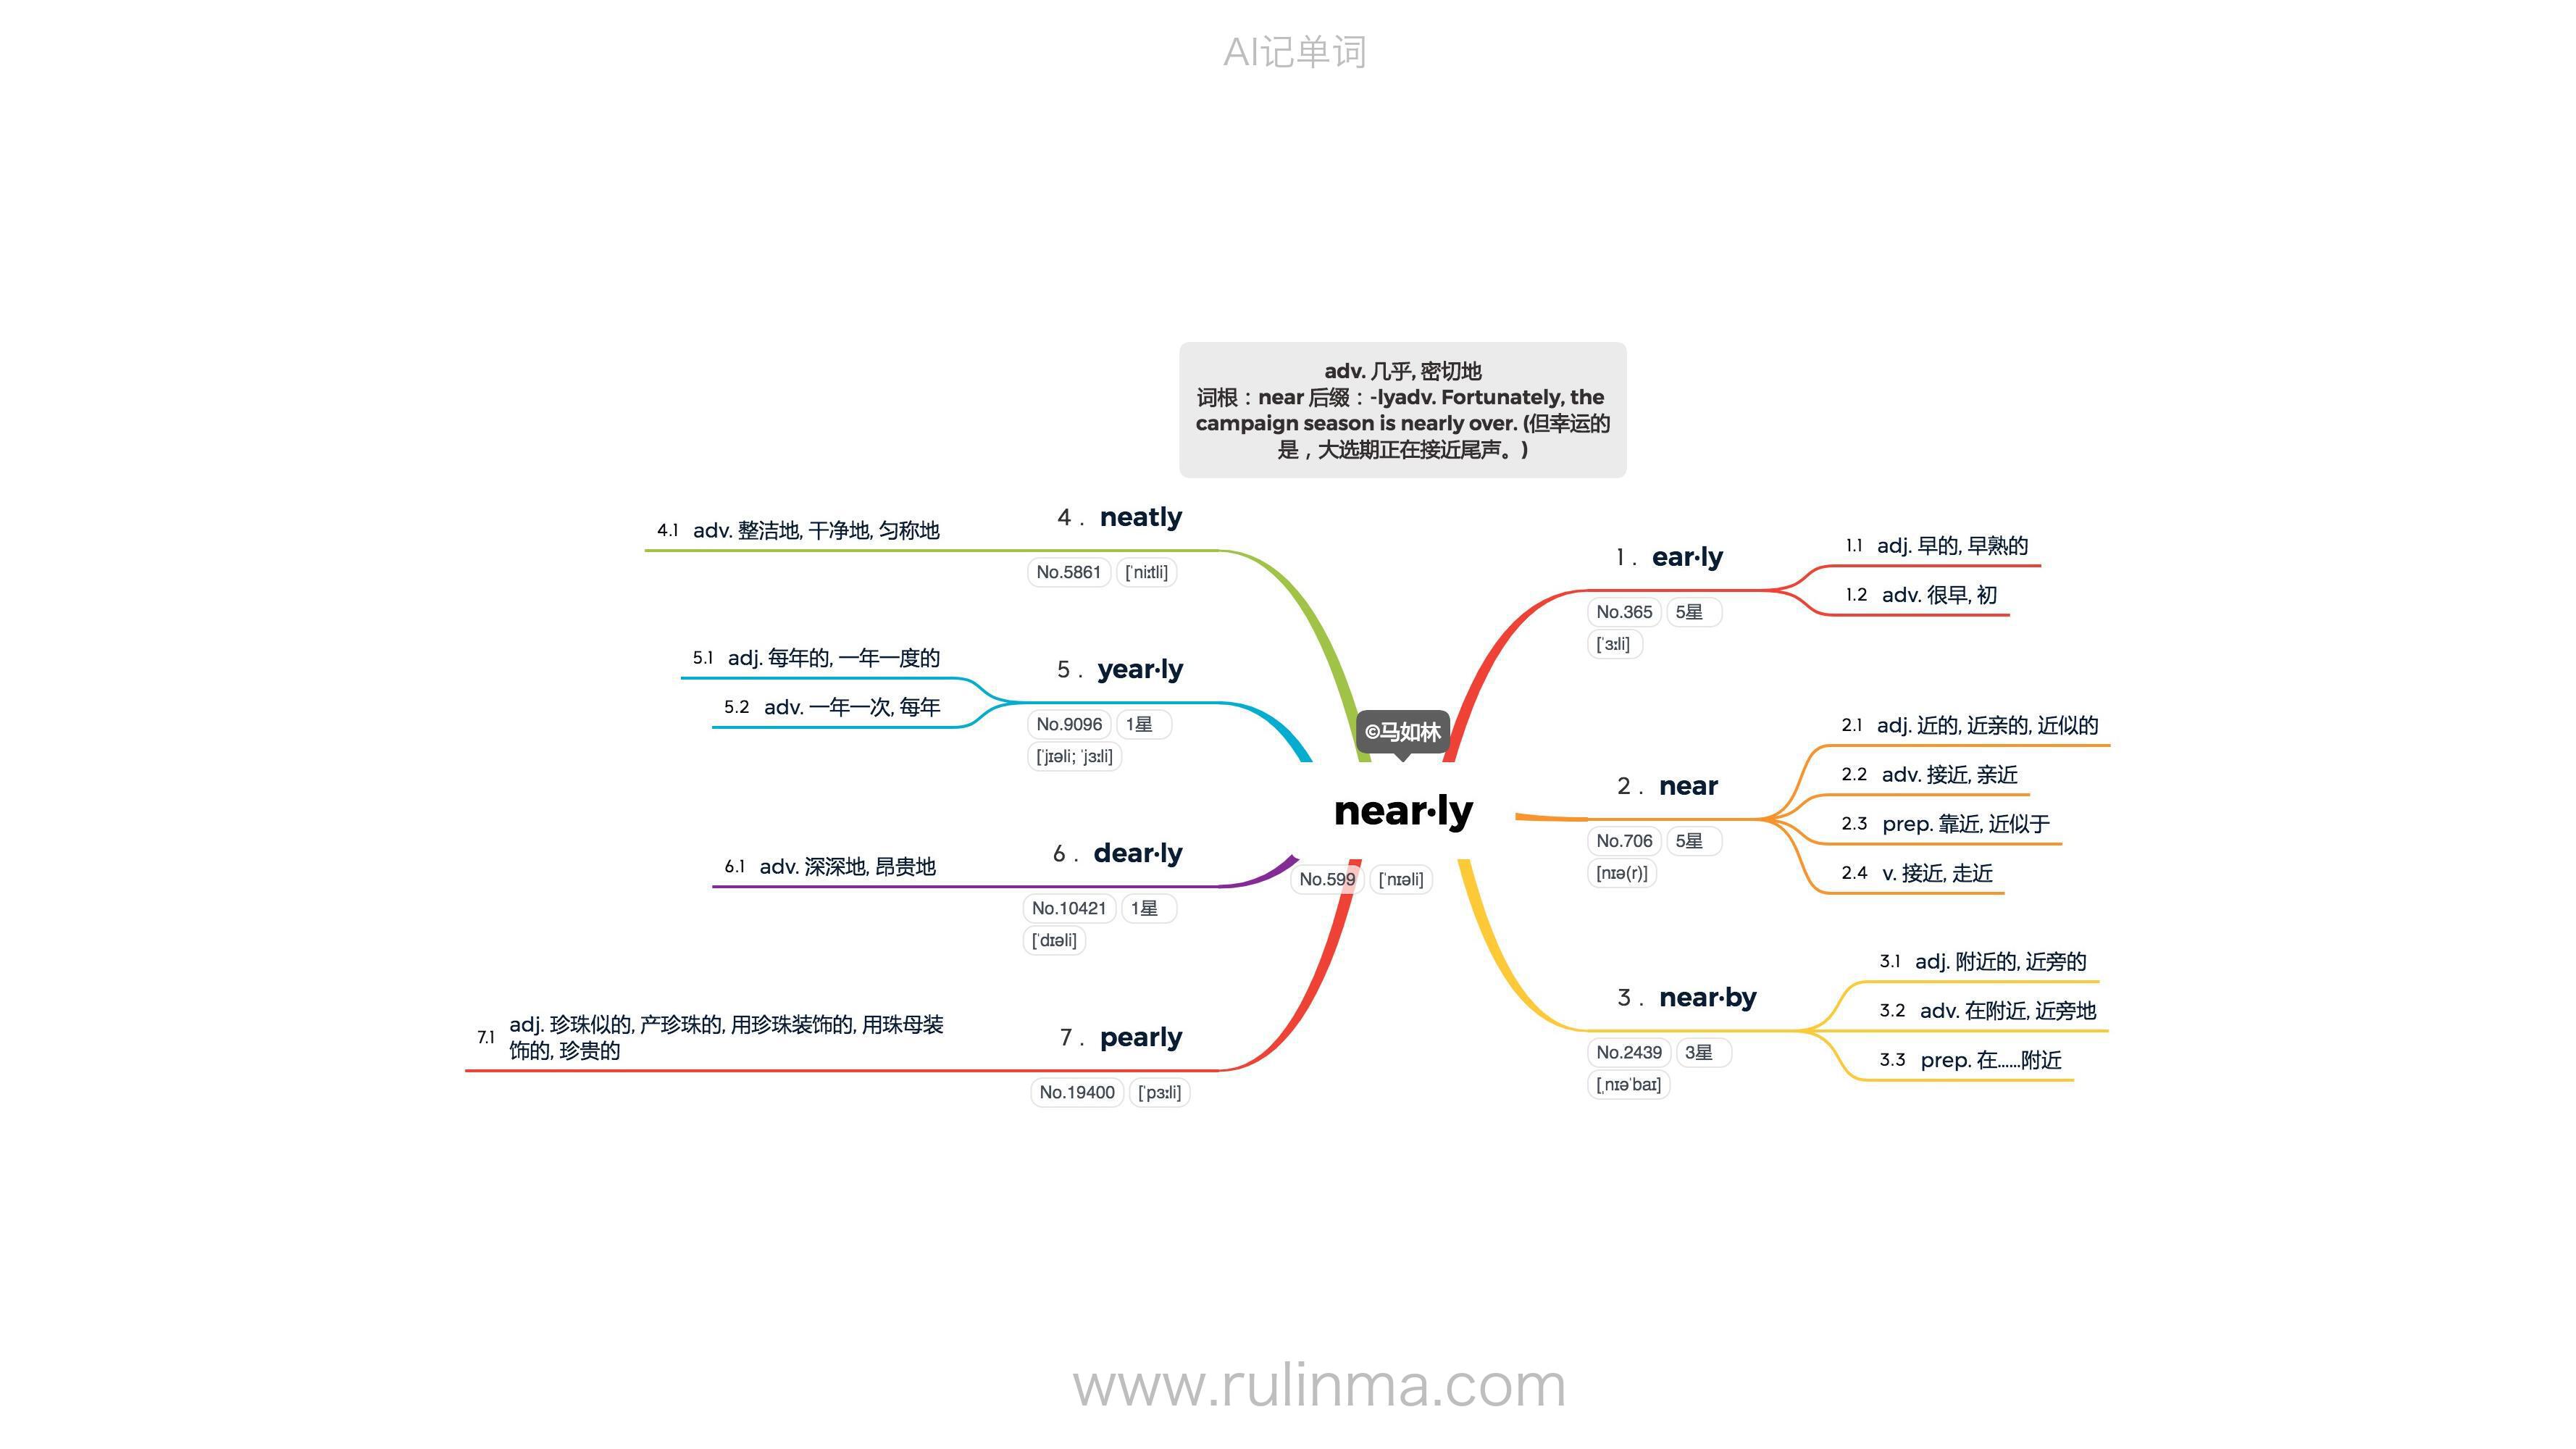 AI记单词
adv. 几乎, 密切地
词根：near 后缀：-lyadv. Fortunately, the
campaign season is nearly over. (但幸运的
是，大选期正在接近尾声。)
©马如林
near·ly
No.599 ['nɪəli]
1. ear·ly
No.365 5星
['ɜːli]
1.1 adj. 早的, 早熟的
1.2 adv. 很早, 初
2. near
No.706 5星
[nɪə(r)]
2.1 adj. 近的, 近亲的, 近似的
2.2 adv. 接近, 亲近
2.3 prep. 靠近, 近似于
2.4 v. 接近, 走近
3. near·by
No.2439 3星
[ˌnɪə'baɪ]
3.1 adj. 附近的, 近旁的
3.2 adv. 在附近, 近旁地
3.3 prep. 在……附近
4. neatly
No.5861 ['niːtli]
4.1 adv. 整洁地, 干净地, 匀称地
5. year·ly
No.9096 1星
['jɪəli; 'jɜːli]
5.1 adj. 每年的, 一年一度的
5.2 adv. 一年一次, 每年
6. dear·ly
No.10421 1星
['dɪəli]
6.1 adv. 深深地, 昂贵地
7. pearly
No.19400 ['pɜːli]
7.1 adj. 珍珠似的, 产珍珠的, 用珍珠装饰的, 用珠母装
饰的, 珍贵的
www.rulinma.com